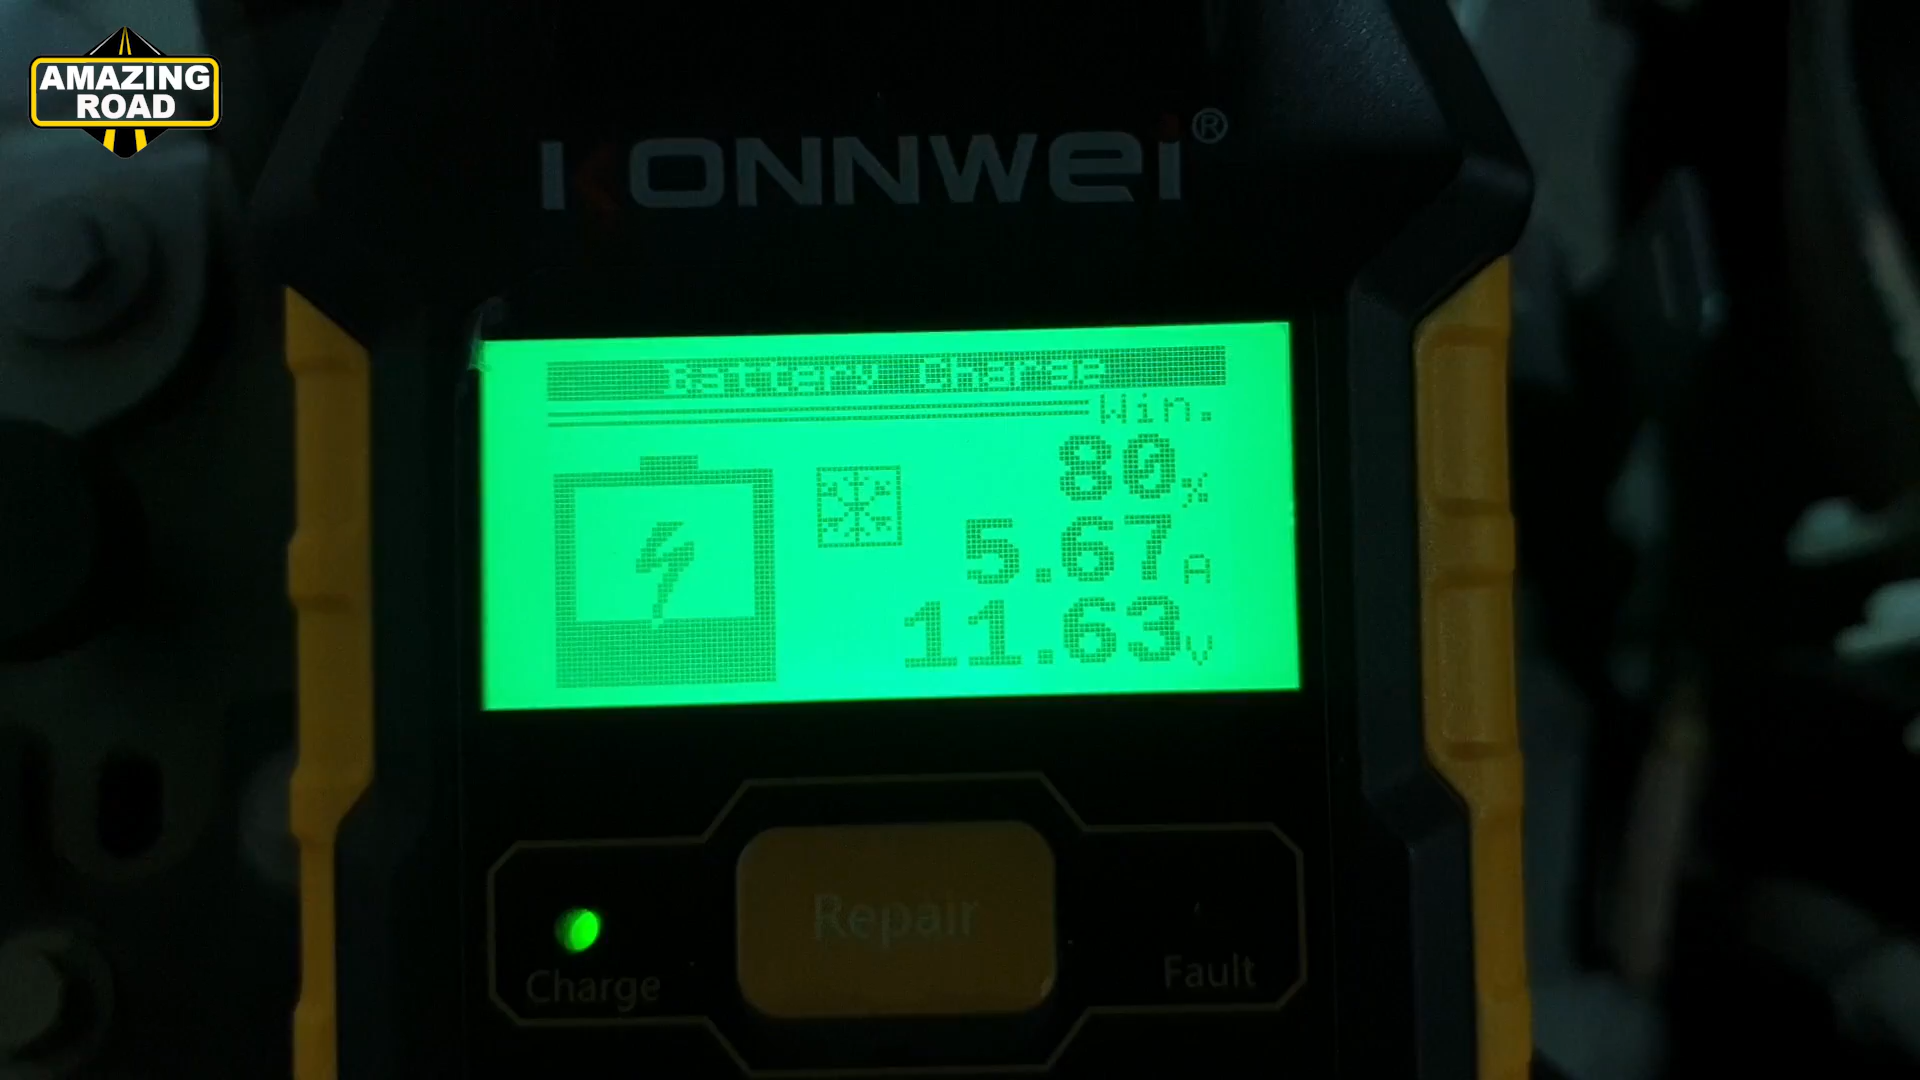 AMAZING
ROAD
KONNWEI®
Battery Charge
Win.
80%
5.67A
11.63V
Repair
Charge
Fault